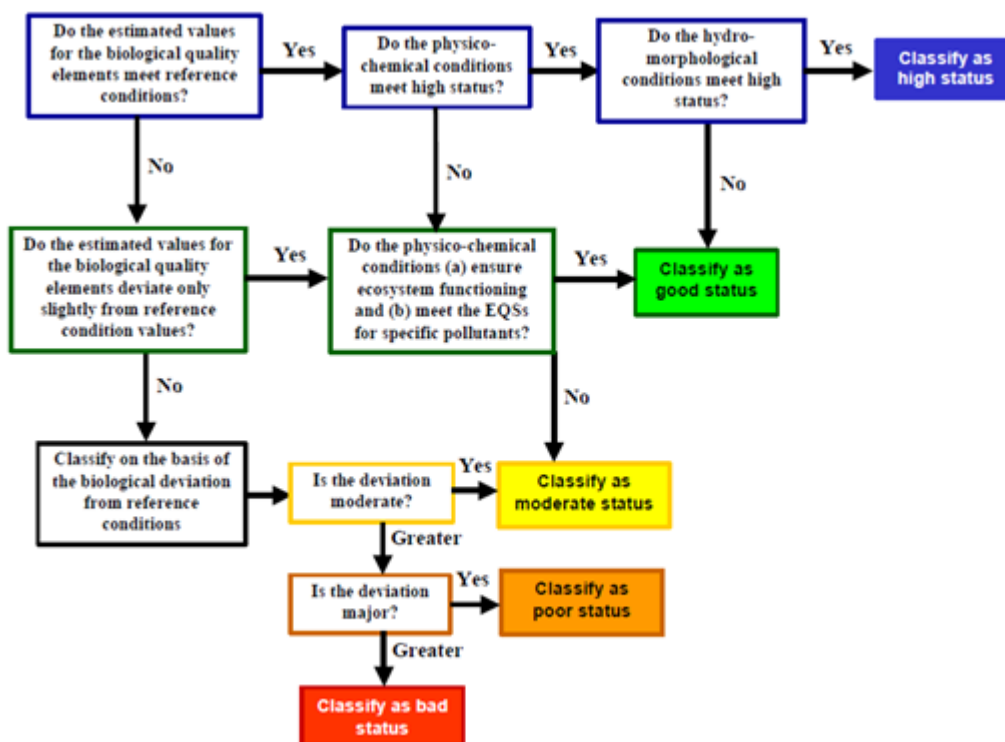 Do the estimated values
for the biological quality
elements meet reference
conditions?
Yes
Do the physico-
chemical conditions
meet high status?
Yes
Do the hydro-
morphological
conditions meet high
status?
Yes
Classify as
high status
No
No
No
Do the estimated values for
the biological quality
elements deviate only
slightly from reference
condition values?
Yes
Do the physico-chemical
conditions (a) ensure
ecosystem functioning
and (b) meet the EQSs
for specific pollutants?
Yes
Classify as
good status
No
No
Classify on the basis of
the biological deviation
from reference
conditions
Is the deviation
moderate?
Yes
Classify as
moderate status
Greater
Is the deviation
major?
Yes
Classify as
poor status
Greater
Classify as bad
status